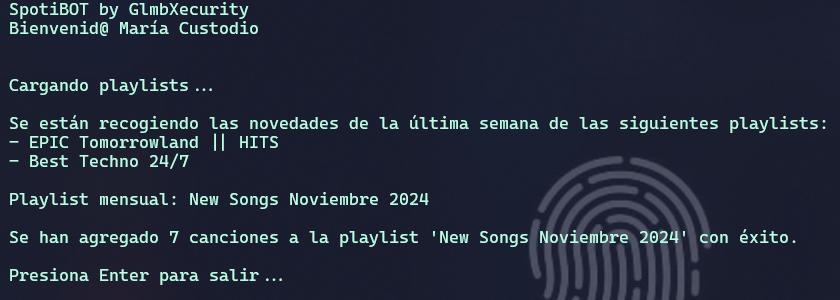 SpotiBOT by GlmbXecurity
Bienvenid@ María Custodio
Cargando playlists...
Se están recogiendo las novedades de la última semana de las siguientes playlists:
- EPIC Tomorrowland || HITS
- Best Techno 24/7
Playlist mensual: New Songs Noviembre 2024
Se han agregado 7 canciones a la playlist 'New Songs Noviembre 2024' con éxito.
Presiona Enter para salir...